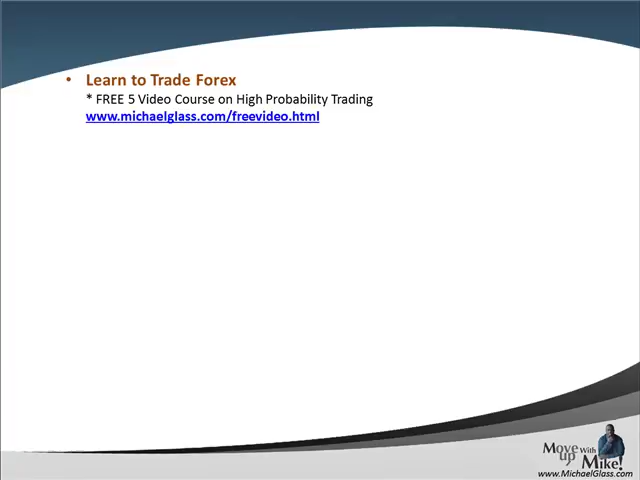 • Learn to Trade Forex
* FREE 5 Video Course on High Probability Trading
www.michaelglass.com/freevideo.html
Move up With Mike!
www.MichaelGlass.com